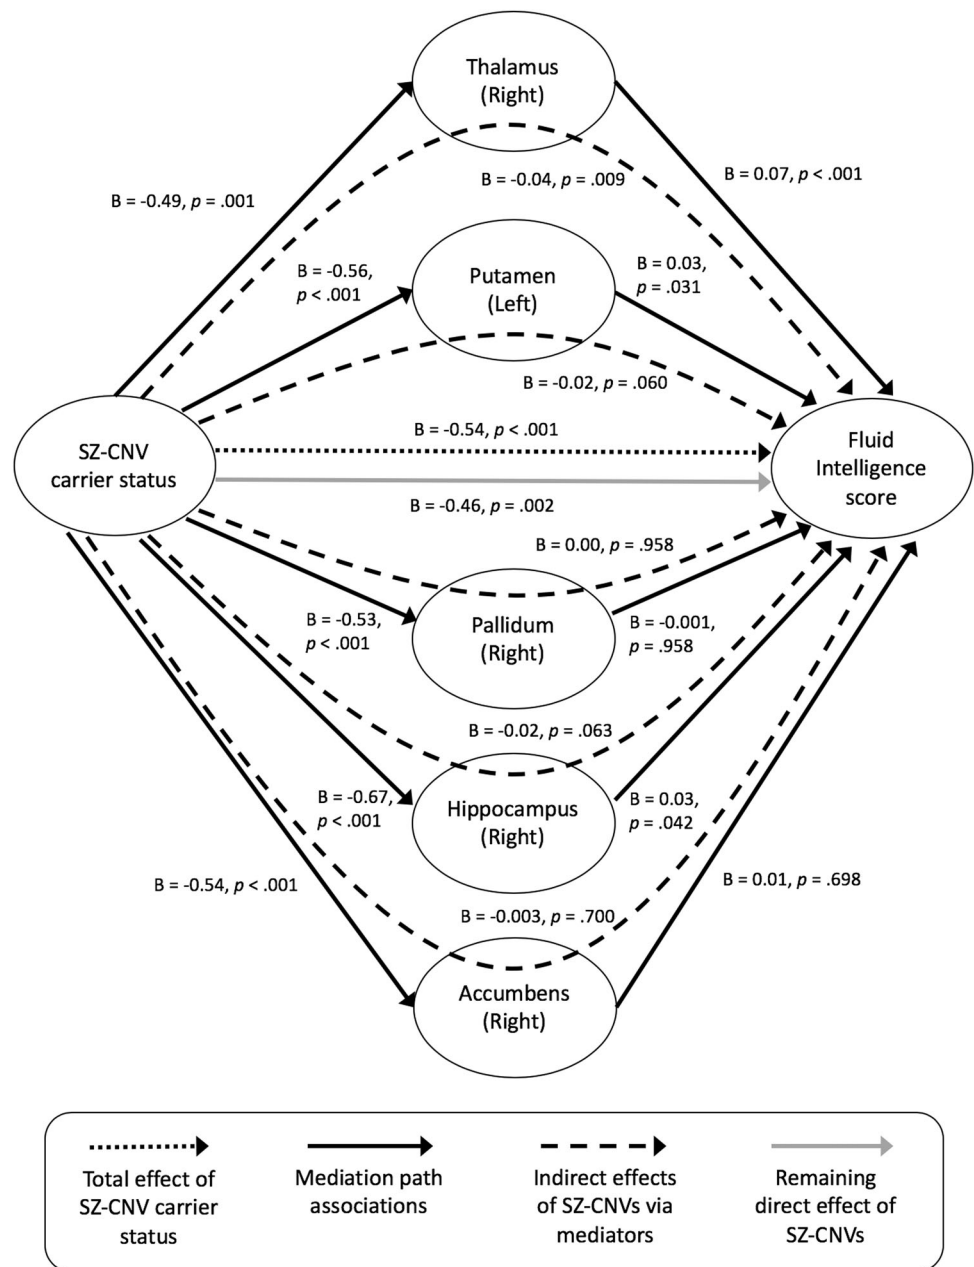 Thalamus
(Right)
B = -0.49, p = .001
B = -0.04, p = .009
B = 0.07, p < .001
B = -0.56,
p < .001
Putamen
(Left)
B = 0.03,
p = .031
B = -0.02, p = .060
SZ-CNV
carrier status
B = -0.54, p < .001
B = -0.46, p = .002
Fluid
Intelligence
score
B = 0.00, p = .958
B = -0.53,
p < .001
Pallidum
(Right)
B = -0.001,
p = .958
B = -0.02, p = .063
B = -0.67,
p < .001
Hippocampus
(Right)
B = 0.03,
p = .042
B = -0.54, p < .001
B = 0.01, p = .698
B = -0.003, p = .700
Accumbens
(Right)
Total effect of
SZ-CNV carrier
status
Mediation path
associations
Indirect effects
of SZ-CNVs via
mediators
Remaining
direct effect of
SZ-CNVs